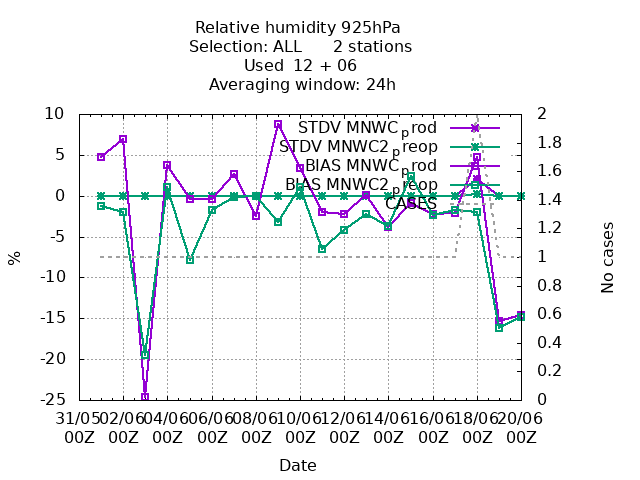 Relative humidity 925hPa
Selection: ALL 2 stations
Used 12 + 06
Averaging window: 24h
10
5
0
-5
-10
-15
-20
-25
%
2
1.8
1.6
1.4
1.2
1
0.8
0.6
0.4
0.2
0
No cases
STDV MNWCprod
STDV MNWC2preop
BIAS MNWCprod
BIAS MNWC2preop
CASES
31/05 02/06 04/06 06/06 08/06 10/06 12/06 14/06 16/06 18/06 20/06
00Z 00Z 00Z 00Z 00Z 00Z 00Z 00Z 00Z 00Z 00Z
Date